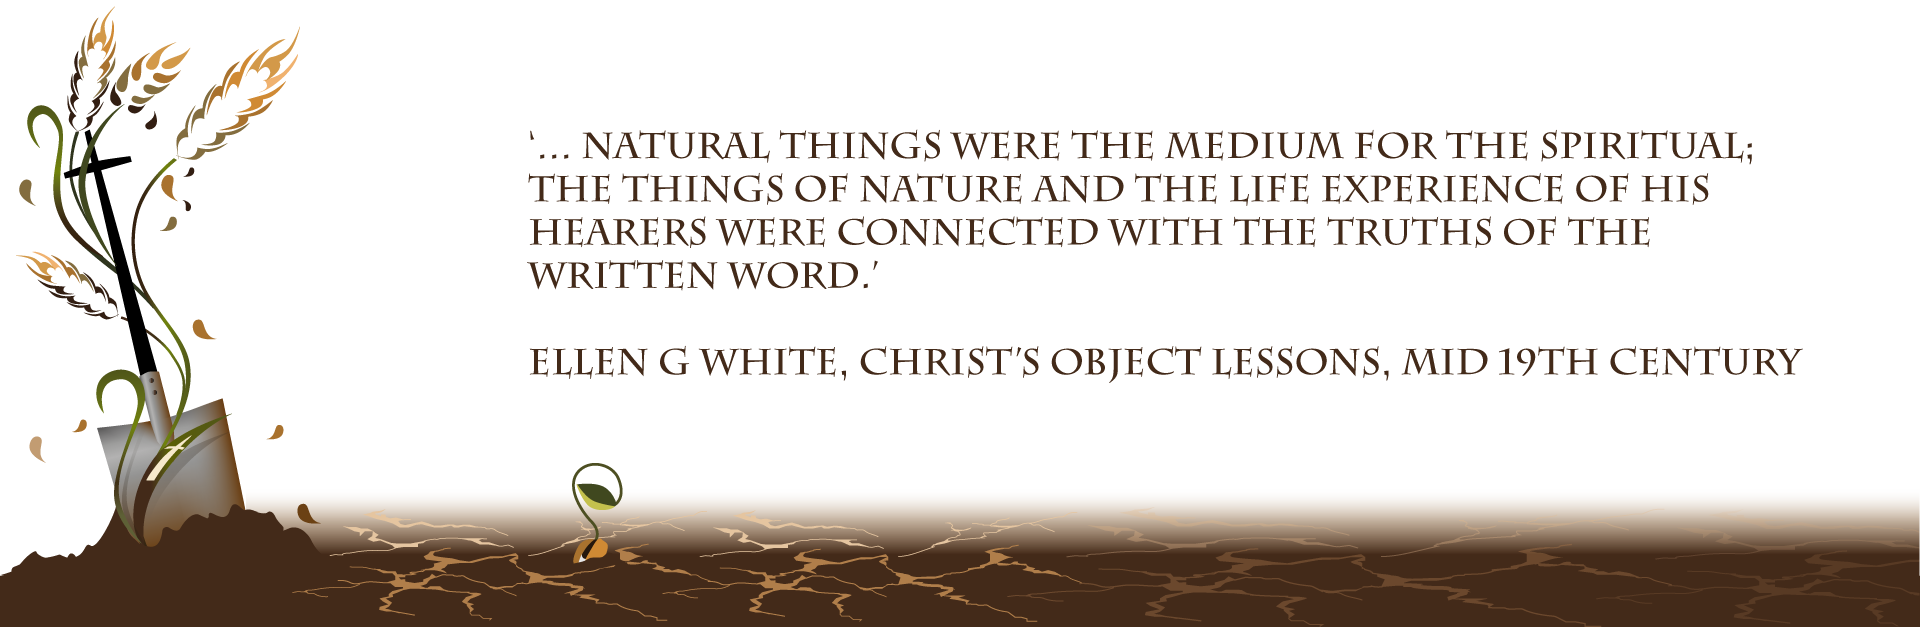 ‘... NATURAL THINGS WERE THE MEDIUM FOR THE SPIRITUAL;
THE THINGS OF NATURE AND THE LIFE EXPERIENCE OF HIS
HEARERS WERE CONNECTED WITH THE TRUTHS OF THE
WRITTEN WORD.’
ELLEN G WHITE, CHRIST’S OBJECT LESSONS, MID 19TH CENTURY